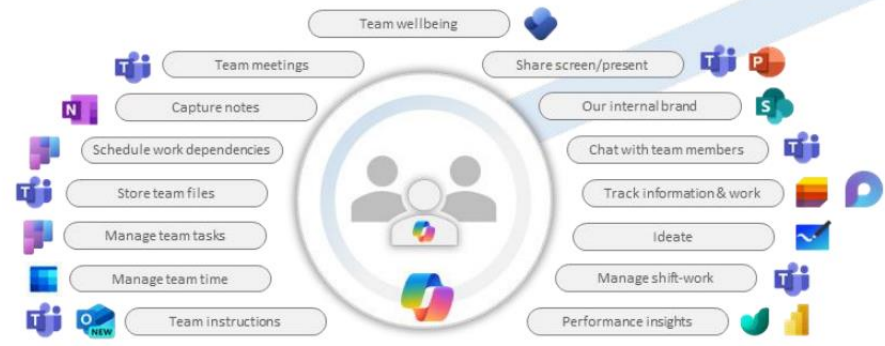 Team wellbeing
Team meetings
Share screen/present
Capture notes
Our internal brand
Schedule work dependencies
Chat with team members
Store team files
Track information & work
Manage team tasks
Ideate
Manage team time
Manage shift-work
Team instructions
Performance insights
T
T
P
N
S
T
T
T
T
O
NEW